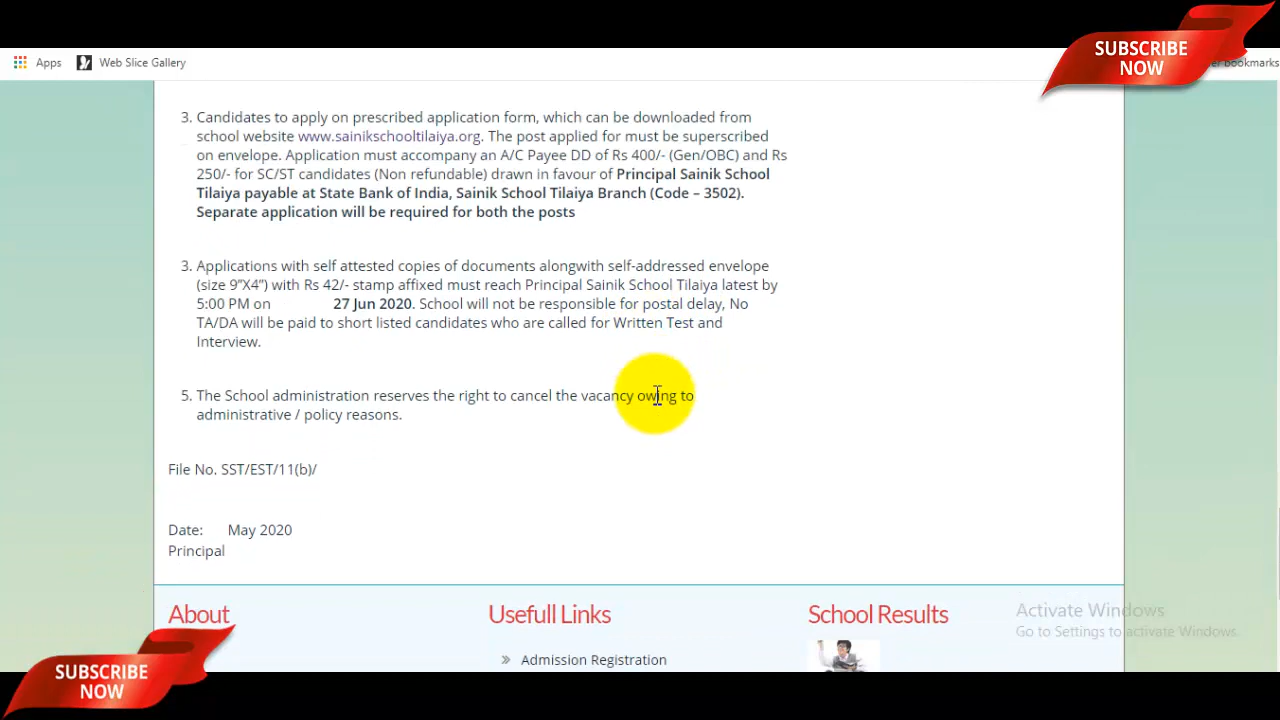 SUBSCRIBE
NOW
Apps Web Slice Gallery
bookmarks
3. Candidates to apply on prescribed application form, which can be downloaded from
school website www.sainikschooltilaiya.org. The post applied for must be superscribed
on envelope. Application must accompany an A/C Payee DD of Rs 400/- (Gen/OBC) and Rs
250/- for SC/ST candidates (Non refundable) drawn in favour of Principal Sainik School
Tilaiya payable at State Bank of India, Sainik School Tilaiya Branch (Code – 3502).
Separate application will be required for both the posts
3. Applications with self attested copies of documents alongwith self-addressed envelope
(size 9”X4”) with Rs 42/- stamp affixed must reach Principal Sainik School Tilaiya latest by
5:00 PM on 27 Jun 2020. School will not be responsible for postal delay, No
TA/DA will be paid to short listed candidates who are called for Written Test and
Interview.
5. The School administration reserves the right to cancel the vacancy owing to
administrative / policy reasons.
File No. SST/EST/11(b)/
Date: May 2020
Principal
About Usefull Links School Results
Activate Windows
Go to Settings to activate Windows.
» Admission Registration
SUBSCRIBE
NOW